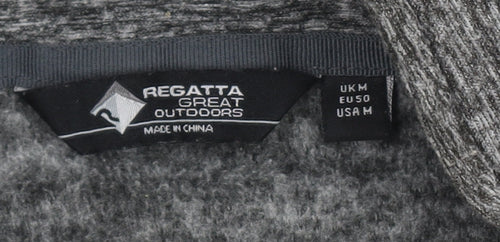 REGATTA
GREAT
OUTDOORS
MADE IN CHINA
UK M
EU 50
USA M